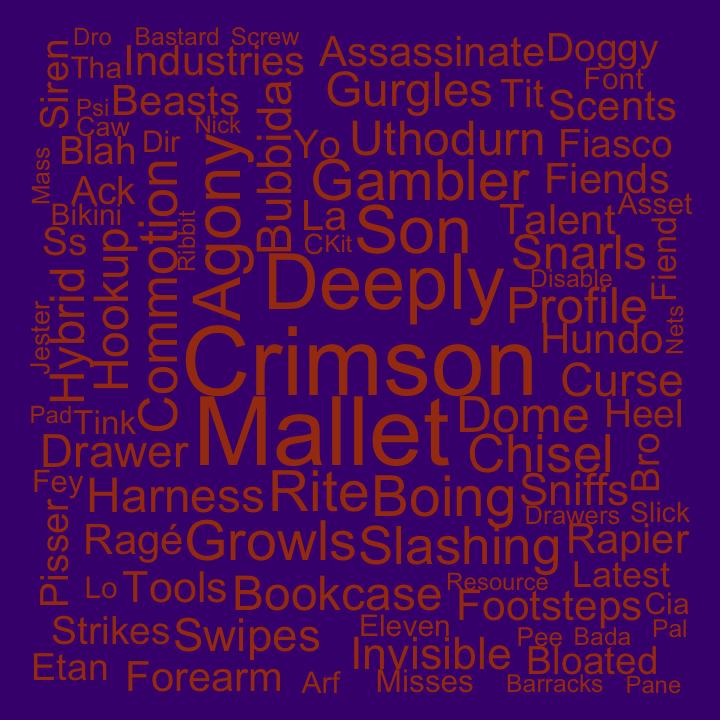 Dro Bastard Screw
Tha Industries Assassinate Doggy
Siren Psi Beasts Bubbida Gurgles Tit Font Scents
Caw Nick
Mass Blah Dir Agony Yo Uthodurn Fiasco
Ack Commotion Gambler Fiends
Bikini Ribbit La Son Talent Asset
Ss Hookup CKit Snarls Fiend
Hybrid Deeply Disable
Jester Profile Nets
Crimson Hundo
Curse
Pad Tink Mallet Dome Heel
Drawer Chisel Bro
Fey Harness Rite Boing Sniffs
Pisser Drawers Slick
Ragé Growls Slashing Rapier
Lo Tools Bookcase Resource Latest
Footsteps Cia
Strikes Swipes Eleven Pee Bada Pal
Etan Forearm Arf Invisible Bloated
Misses Barracks Pane